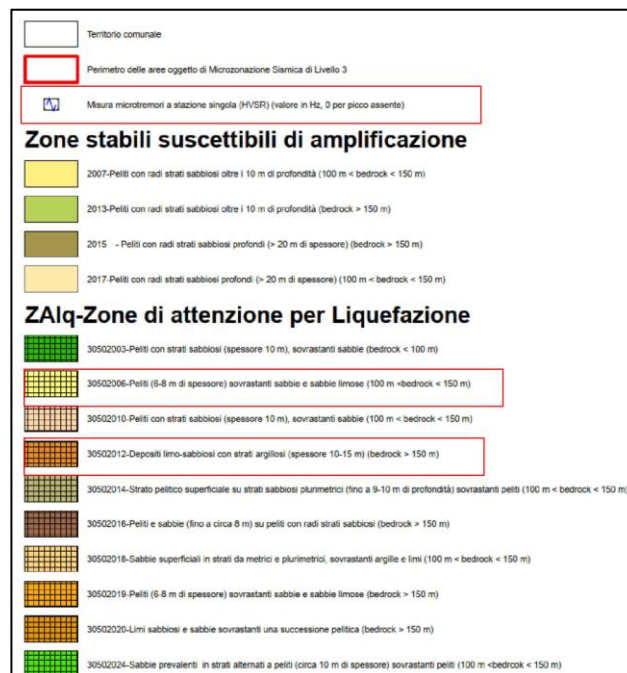 Territorio comunale
Perimetro delle aree oggetto di Microzonazione Sismica di Livello 3
Misura microtremori a stazione singola (HVSR) (valore in Hz, 0 per picco assente)
Zone stabili suscettibili di amplificazione
2007-Peliti con radi strati sabbiosi oltre i 10 m di profondità (100 m < bedrock < 150 m)
2013-Peliti con radi strati sabbiosi oltre i 10 m di profondità (bedrock > 150 m)
2015 - Peliti con radi strati sabbiosi profondi (> 20 m di spessore) (bedrock > 150 m)
2017-Peliti con radi strati sabbiosi profondi (> 20 m di spessore) (100 m < bedrock < 150 m)
ZAlq-Zone di attenzione per Liquefazione
30502003-Peliti con strati sabbiosi (spessore 10 m), sovrastanti sabbie (bedrock < 100 m)
30502006-Peliti (6-8 m di spessore) sovrastanti sabbie e sabbie limose (100 m <bedrock < 150 m)
30502010-Peliti con strati sabbiosi (spessore 10 m), sovrastanti sabbie (100 m < bedrock < 150 m)
30502012-Depositi limo-sabbiosi con strati argillosi (spessore 10-15 m) (bedrock > 150 m)
30502014-Strato pelitico superficiale su strati sabbiosi plurimetrici (fino a 9-10 m di profondità) sovrastanti peliti (100 m < bedrock < 150 m)
30502016-Peliti e sabbie (fino a circa 8 m) su peliti con radi strati sabbiosi (bedrock > 150 m)
30502018-Sabbie superficiali in strati da metrici e plurimetrici, sovrastanti argille e limi (100 m < bedrock < 150 m)
30502019-Peliti (6-8 m di spessore) sovrastanti sabbie e sabbie limose (bedrock > 150 m)
30502020-Limi sabbiosi e sabbie sovrastanti una successione pelitica (bedrock > 150 m)
30502024-Sabbie prevalenti in strati alternati a peliti (circa 10 m di spessore) sovrastanti peliti (100 m <bedrcok < 150 m)